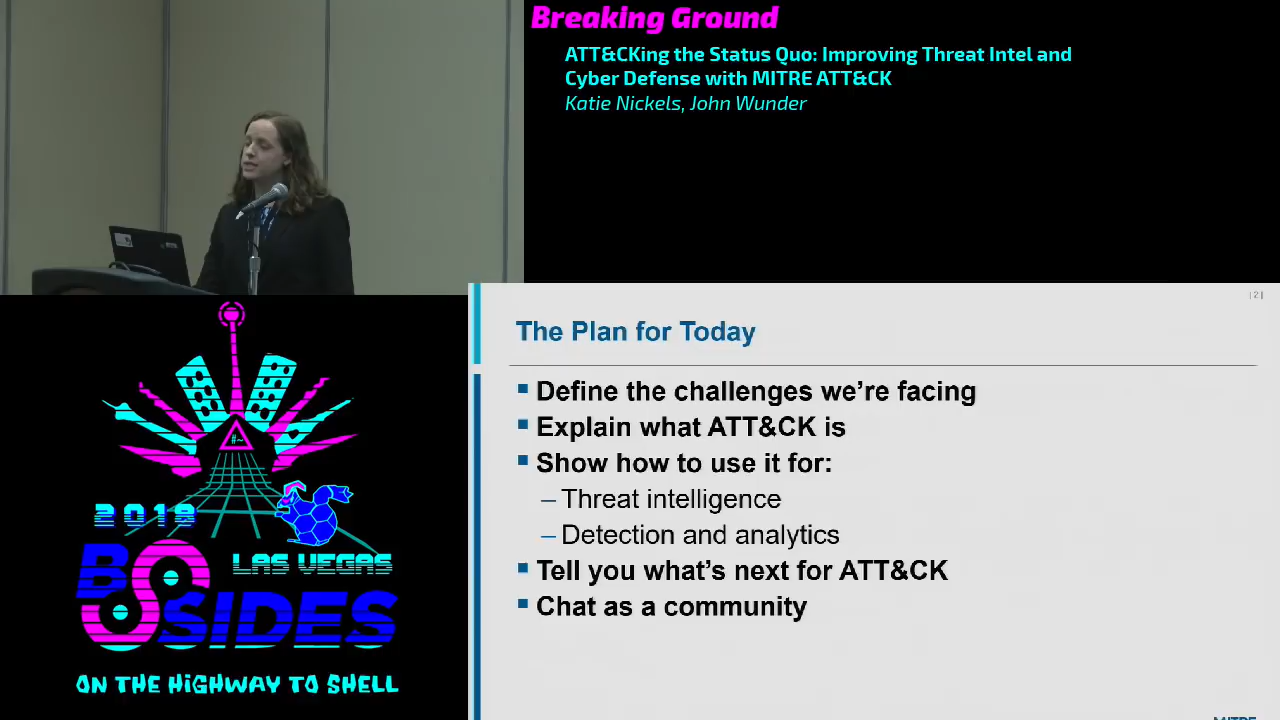 Breaking Ground
ATT&CKing the Status Quo: Improving Threat Intel and
Cyber Defense with MITRE ATT&CK
Katie Nickels, John Wunder
| 2 |
The Plan for Today
▪ Define the challenges we're facing
▪ Explain what ATT&CK is
▪ Show how to use it for:
– Threat intelligence
– Detection and analytics
▪ Tell you what's next for ATT&CK
▪ Chat as a community
MITRE
#~
2018
BSIDES
LAS VEGAS
ON THE HIGHWAY TO SHELL